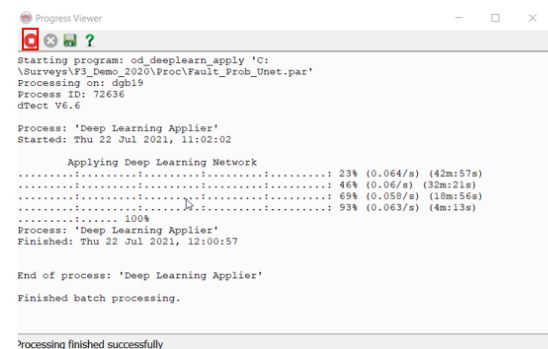 Progress Viewer
Starting program: od_deeplearn_apply 'C:
\Surveys\F3_Demo_2020\Proc\Fault_Prob_Unet.par'
Processing on: dgb19
Process ID: 72636
dTect V6.6
Process: 'Deep Learning Applier'
Started: Thu 22 Jul 2021, 11:02:02
Applying Deep Learning Network
.........:.........:.........:.........:.........: 23% (0.064/s) (42m:57s)
.........:.........:.........:.........:.........: 46% (0.06/s) (32m:21s)
.........:.........:.........:.........:.........: 69% (0.058/s) (18m:56s)
.........:.........:.........:.........:.........: 93% (0.063/s) (4m:13s)
.........:...... 100%
Process: 'Deep Learning Applier'
Finished: Thu 22 Jul 2021, 12:00:57
End of process: 'Deep Learning Applier'
Finished batch processing.
Processing finished successfully